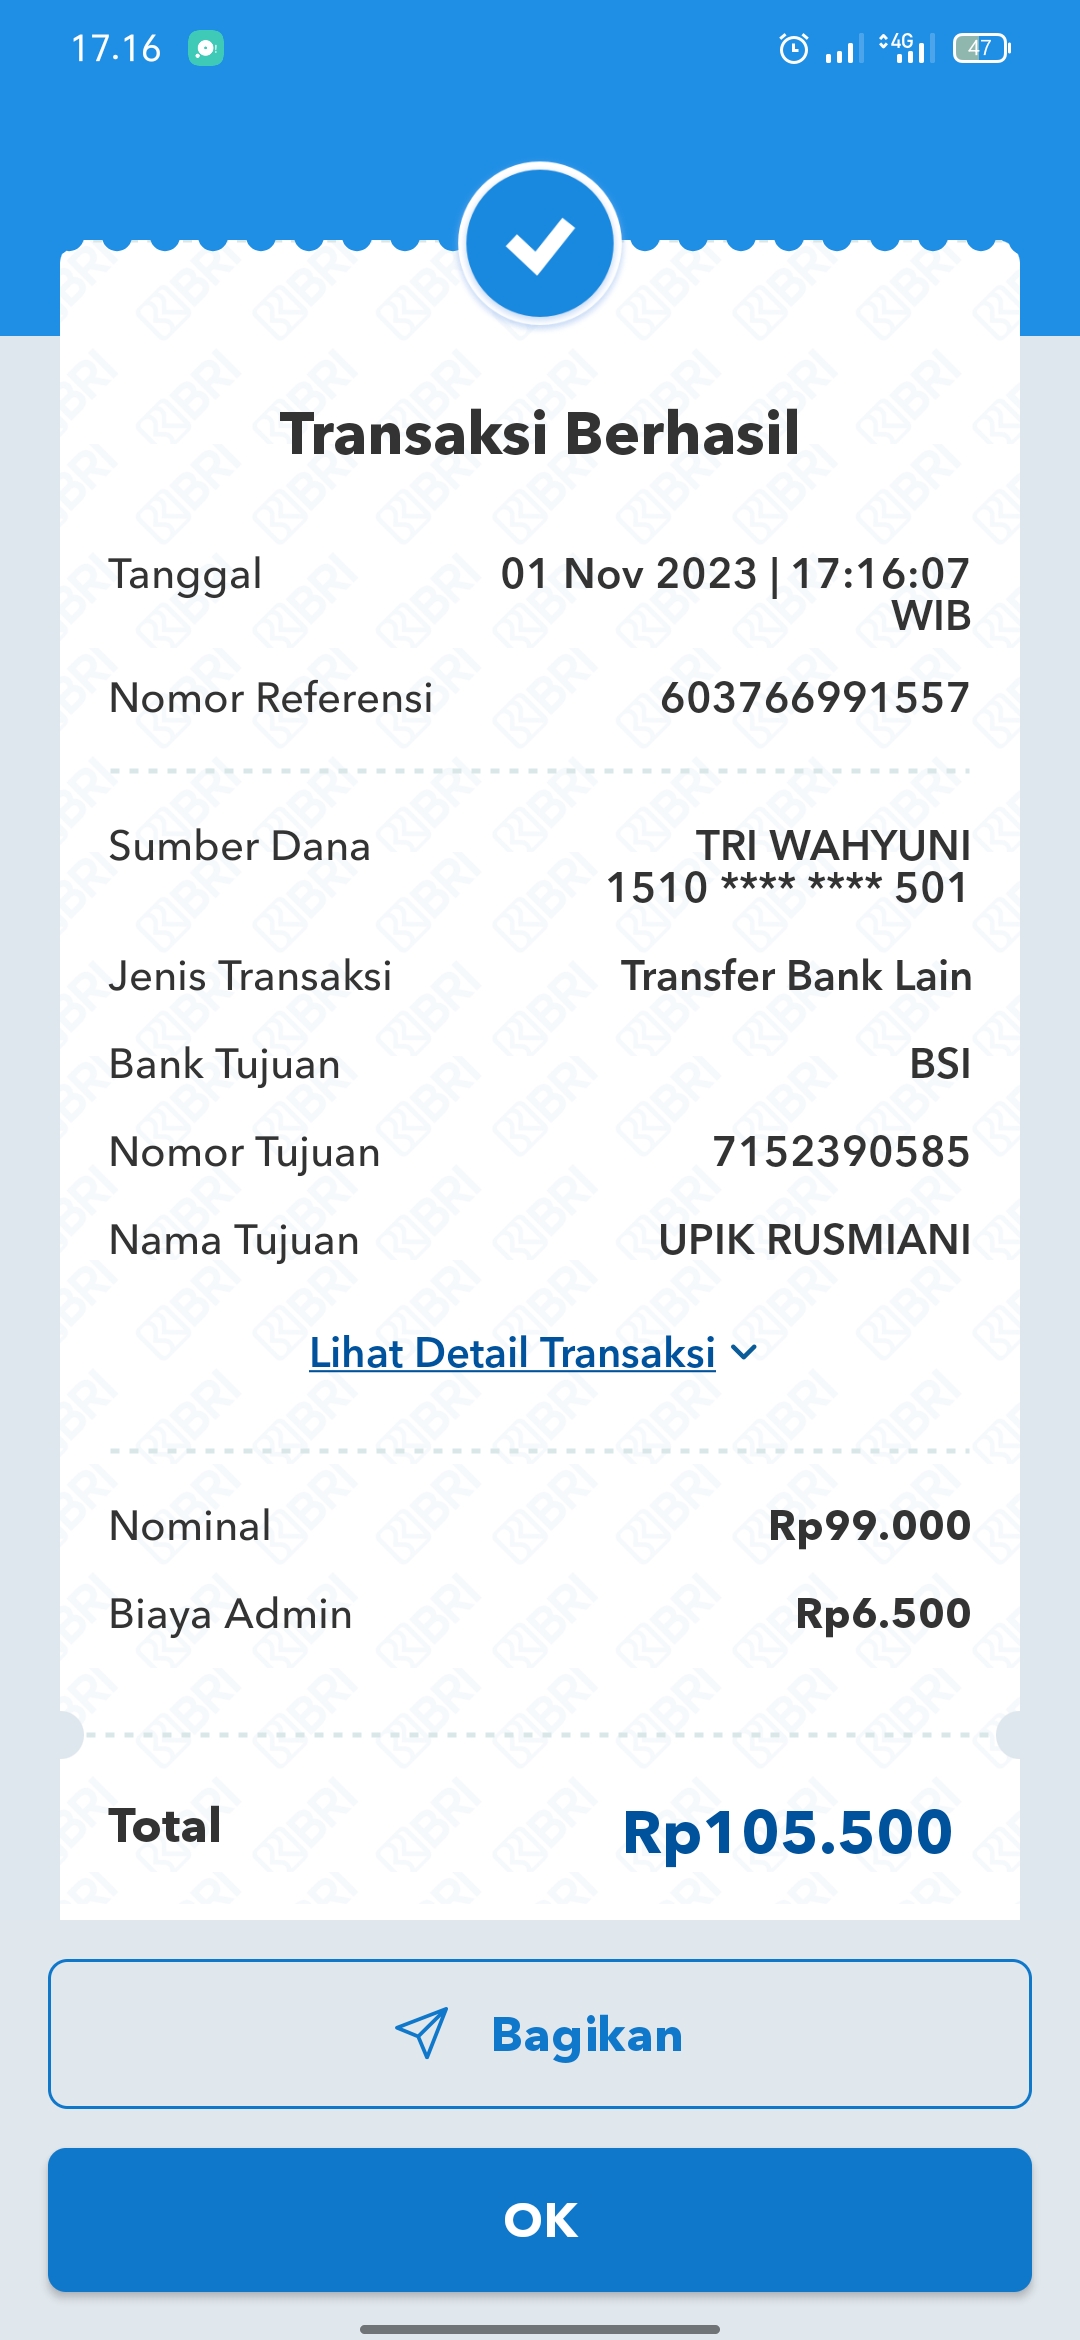 17.16
4G
47
Transaksi Berhasil
Tanggal 01 Nov 2023 | 17:16:07
WIB
Nomor Referensi 603766991557
Sumber Dana TRI WAHYUNI
1510 **** **** 501
Jenis Transaksi Transfer Bank Lain
Bank Tujuan BSI
Nomor Tujuan 7152390585
Nama Tujuan UPIK RUSMIANI
Lihat Detail Transaksi
Nominal Rp99.000
Biaya Admin Rp6.500
Total Rp105.500
Bagikan
OK